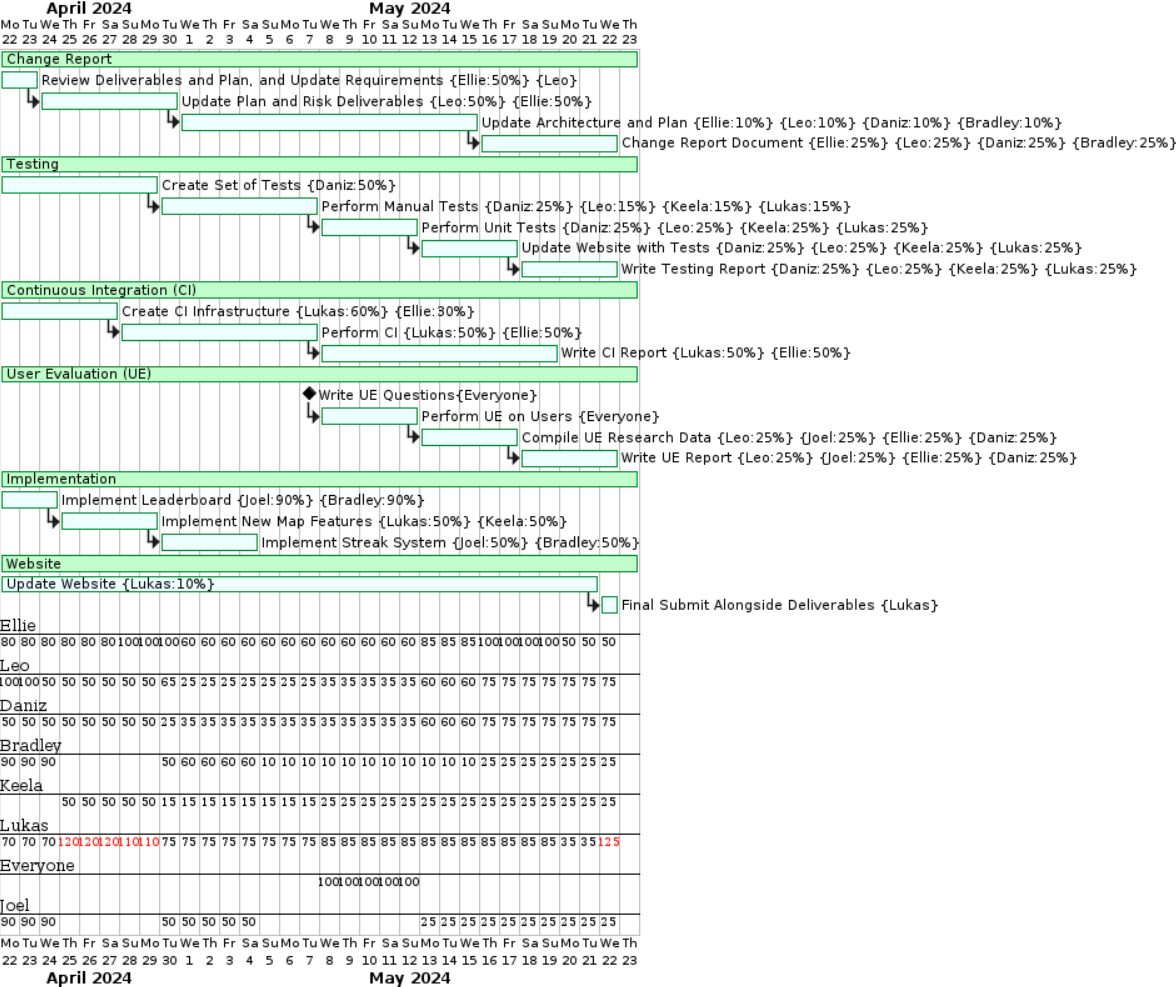 April 2024 May 2024
Mo Tu We Th Fr Sa Su Mo Tu We Th Fr Sa Su Mo Tu We Th Fr Sa Su Mo Tu We Th Fr Sa Su Mo Tu We Th
22 23 24 25 26 27 28 29 30 1 2 3 4 5 6 7 8 9 10 11 12 13 14 15 16 17 18 19 20 21 22 23
Change Report
Review Deliverables and Plan, and Update Requirements {Ellie:50%} {Leo}
Update Plan and Risk Deliverables {Leo:50%} {Ellie:50%}
Update Architecture and Plan {Ellie:10%} {Leo:10%} {Daniz:10%} {Bradley:10%}
Change Report Document {Ellie:25%} {Leo:25%} {Daniz:25%} {Bradley:25%}
Testing
Create Set of Tests {Daniz:50%}
Perform Manual Tests {Daniz:25%} {Leo:15%} {Keela:15%} {Lukas:15%}
Perform Unit Tests {Daniz:25%} {Leo:25%} {Keela:25%} {Lukas:25%}
Update Website with Tests {Daniz:25%} {Leo:25%} {Keela:25%} {Lukas:25%}
Write Testing Report {Daniz:25%} {Leo:25%} {Keela:25%} {Lukas:25%}
Continuous Integration (CI)
Create CI Infrastructure {Lukas:60%} {Ellie:30%}
Perform CI {Lukas:50%} {Ellie:50%}
Write CI Report {Lukas:50%} {Ellie:50%}
User Evaluation (UE)
Write UE Questions{Everyone}
Perform UE on Users {Everyone}
Compile UE Research Data {Leo:25%} {Joel:25%} {Ellie:25%} {Daniz:25%}
Write UE Report {Leo:25%} {Joel:25%} {Ellie:25%} {Daniz:25%}
Implementation
Implement Leaderboard {Joel:90%} {Bradley:90%}
Implement New Map Features {Lukas:50%} {Keela:50%}
Implement Streak System {Joel:50%} {Bradley:50%}
Website
Update Website {Lukas:10%}
Final Submit Alongside Deliverables {Lukas}
Ellie
80 80 80 80 80 80 100 100 100 60 60 60 60 60 60 60 60 60 60 60 60 85 85 85 100 100 100 100 50 50 50
Leo
100 100 50 50 50 50 50 50 65 25 25 25 25 25 25 25 35 35 35 35 35 60 60 60 75 75 75 75 75 75 75
Daniz
50 50 50 50 50 50 50 50 25 35 35 35 35 35 35 35 35 35 35 35 35 60 60 60 75 75 75 75 75 75 75
Bradley
90 90 90 50 60 60 60 60 10 10 10 10 10 10 10 10 10 10 10 25 25 25 25 25 25 25
Keela
50 50 50 50 50 15 15 15 15 15 15 15 15 25 25 25 25 25 25 25 25 25 25 25 25 25 25 25
Lukas
70 70 70 120 120 120 110 110 75 75 75 75 75 75 75 75 85 85 85 85 85 85 85 85 85 85 85 85 35 35 125
Everyone
100 100 100 100 100
Joel
90 90 90 50 50 50 50 50 25 25 25 25 25 25 25 25 25 25
Mo Tu We Th Fr Sa Su Mo Tu We Th Fr Sa Su Mo Tu We Th Fr Sa Su Mo Tu We Th Fr Sa Su Mo Tu We Th
22 23 24 25 26 27 28 29 30 1 2 3 4 5 6 7 8 9 10 11 12 13 14 15 16 17 18 19 20 21 22 23
April 2024 May 2024